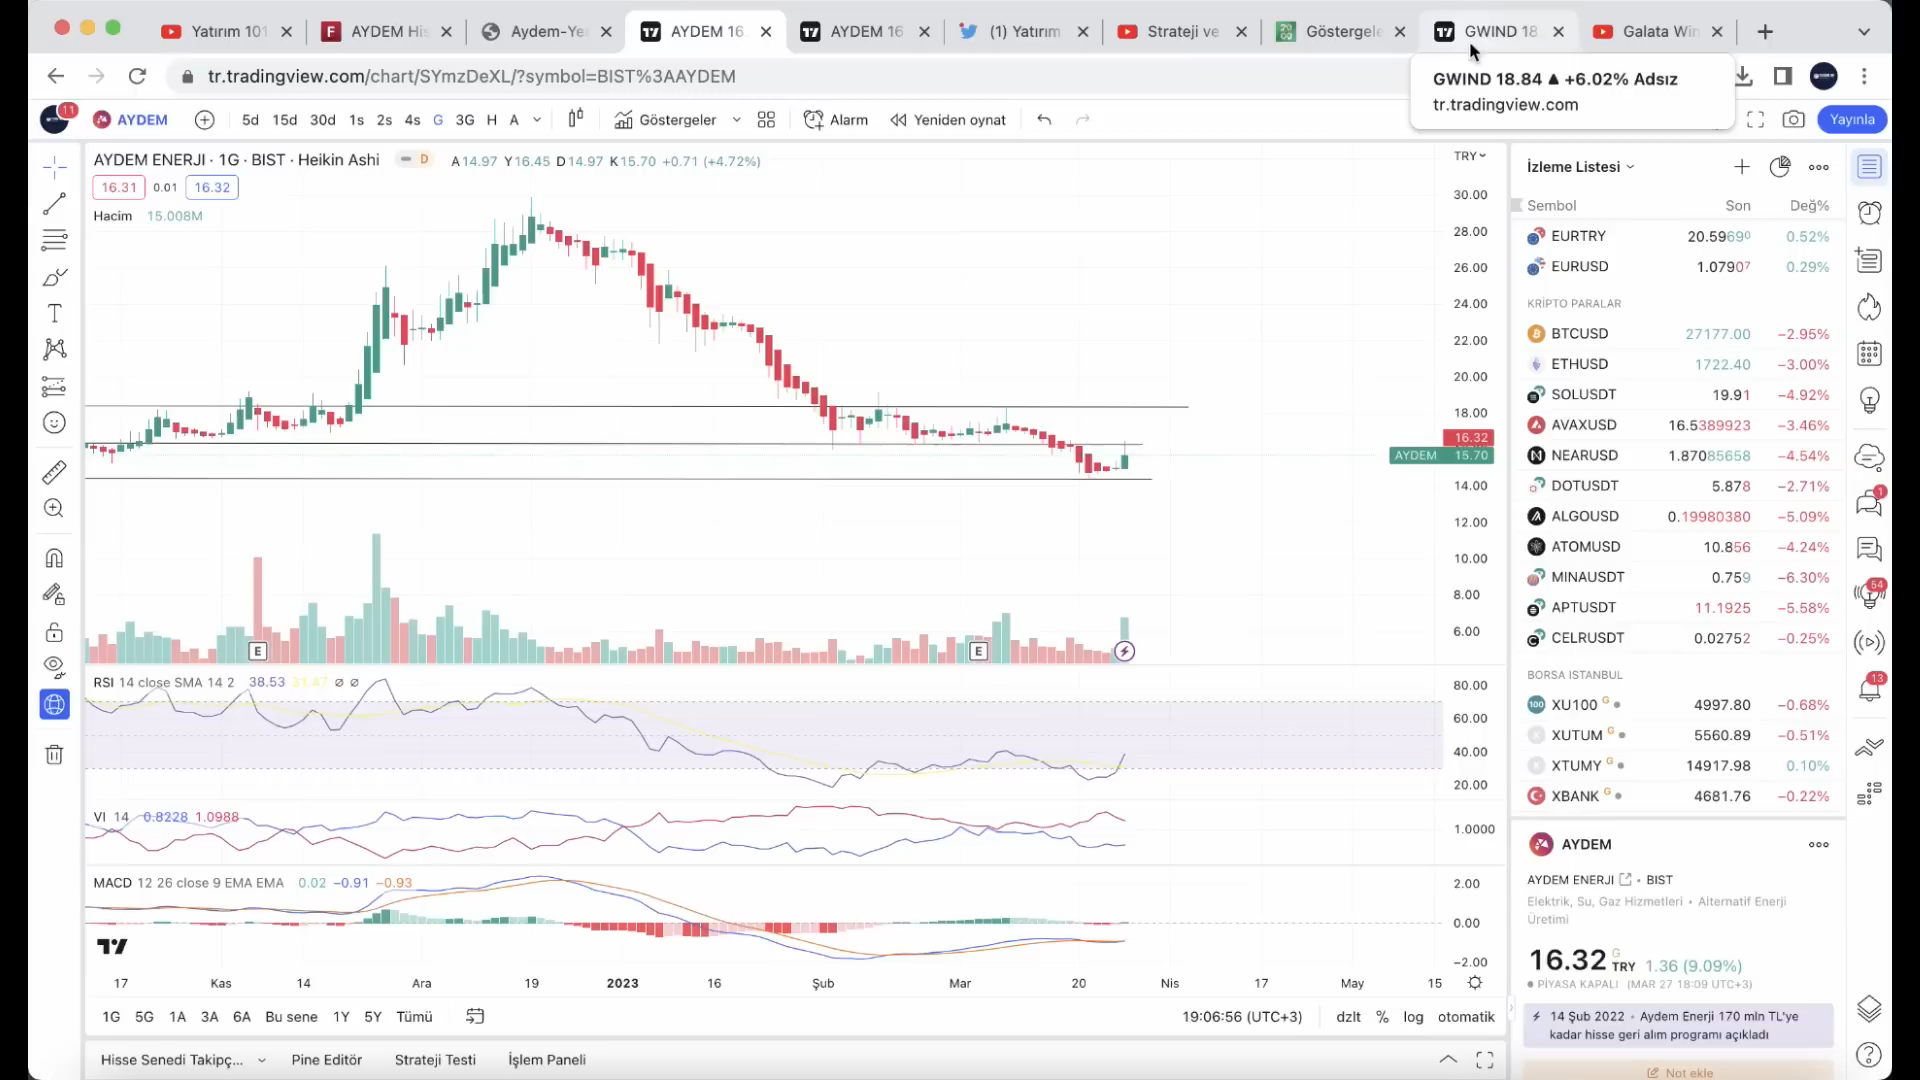 Yatırım 101
AYDEM His
Aydem-Ye
AYDEM 16
AYDEM 16
(1) Yatırım
Strateji ve
Göstergele
GWIND 18
Galata Win
tr.tradingview.com/chart/SYmzDeXL/?symbol=BIST%3AAYDEM
GWIND 18.84 ▲ +6.02% Adsız
tr.tradingview.com
11
AYDEM
5d 15d 30d 1s 2s 4s G 3G H A
Göstergeler
Alarm
Yeniden oynat
Yayınla
AYDEM ENERJI · 1G · BIST · Heikin Ashi
D
A14.97 Y16.45 D14.97 K15.70 +0.71 (+4.72%)
TRY
16.31 0.01 16.32
Hacim 15.008M
30.00
28.00
26.00
24.00
22.00
20.00
18.00
16.32
AYDEM 15.70
14.00
12.00
10.00
8.00
6.00
E
E
RSI 14 close SMA 14 2 38.53 31.47 ∅ ∅
80.00
60.00
40.00
20.00
VI 14 0.8228 1.0988
1.0000
MACD 12 26 close 9 EMA EMA 0.02 −0.91 −0.93
2.00
0.00
−2.00
17 Kas 14 Ara 19 2023 16 Şub Mar 20 Nis 17 May 15
1G 5G 1A 3A 6A Bu sene 1Y 5Y Tümü
19:06:56 (UTC+3) dzlt % log otomatik
Hisse Senedi Takipç...
Pine Editör
Strateji Testi
İşlem Paneli
İzleme Listesi
Sembol Son Değ%
EURTRY 20.5969⁰ 0.52%
EURUSD 1.07907 0.29%
KRİPTO PARALAR
BTCUSD 27177.00 −2.95%
ETHUSD 1722.40 −3.00%
SOLUSDT 19.91 −4.92%
AVAXUSD 16.5389923 −3.46%
NEARUSD 1.87085658 −4.54%
DOTUSDT 5.878 −2.71%
ALGOUSD 0.19980380 −5.09%
ATOMUSD 10.856 −4.24%
MINAUSDT 0.759 −6.30%
APTUSDT 11.1925 −5.58%
CELRUSDT 0.02752 −0.25%
BORSA ISTANBUL
XU100 G 4997.80 −0.68%
XUTUM G 5560.89 −0.51%
XTUMY G 14917.98 0.10%
XBANK G 4681.76 −0.22%
AYDEM
AYDEM ENERJI • BIST
Elektrik, Su, Gaz Hizmetleri • Alternatif Enerji
Üretimi
16.32 G TRY 1.36 (9.09%)
PİYASA KAPALI (MAR 27 18:09 UTC+3)
14 Şub 2022 • Aydem Enerji 170 mln TL'ye
kadar hisse geri alım programı açıkladı
Not ekle
1
54
13